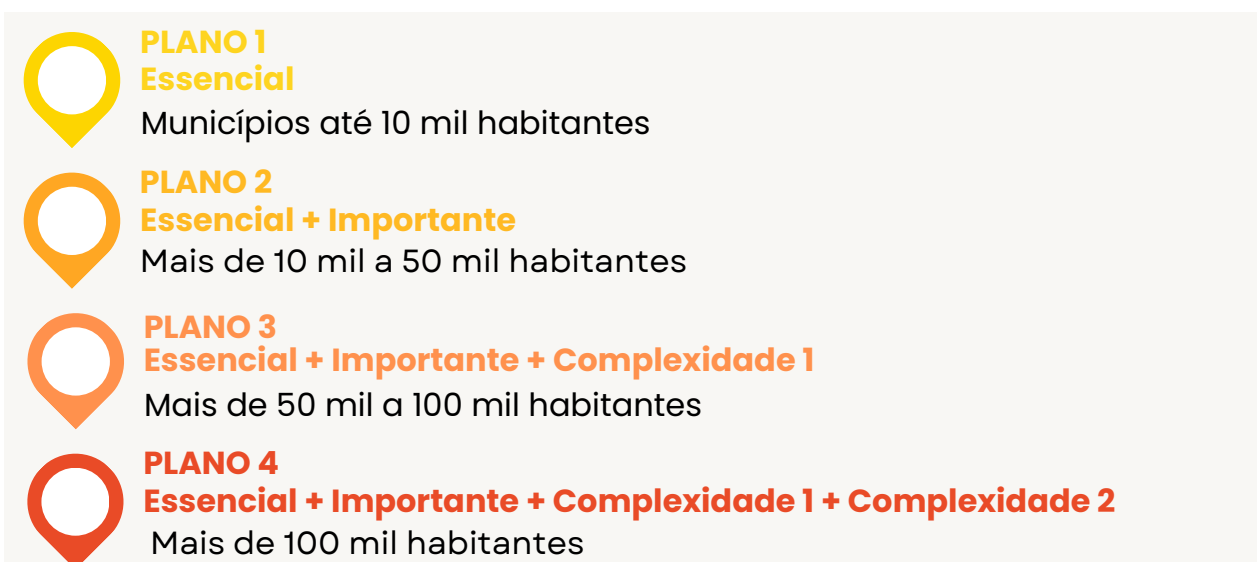 PLANO 1
Essencial
Municípios até 10 mil habitantes
PLANO 2
Essencial + Importante
Mais de 10 mil a 50 mil habitantes
PLANO 3
Essencial + Importante + Complexidade 1
Mais de 50 mil a 100 mil habitantes
PLANO 4
Essencial + Importante + Complexidade 1 + Complexidade 2
Mais de 100 mil habitantes